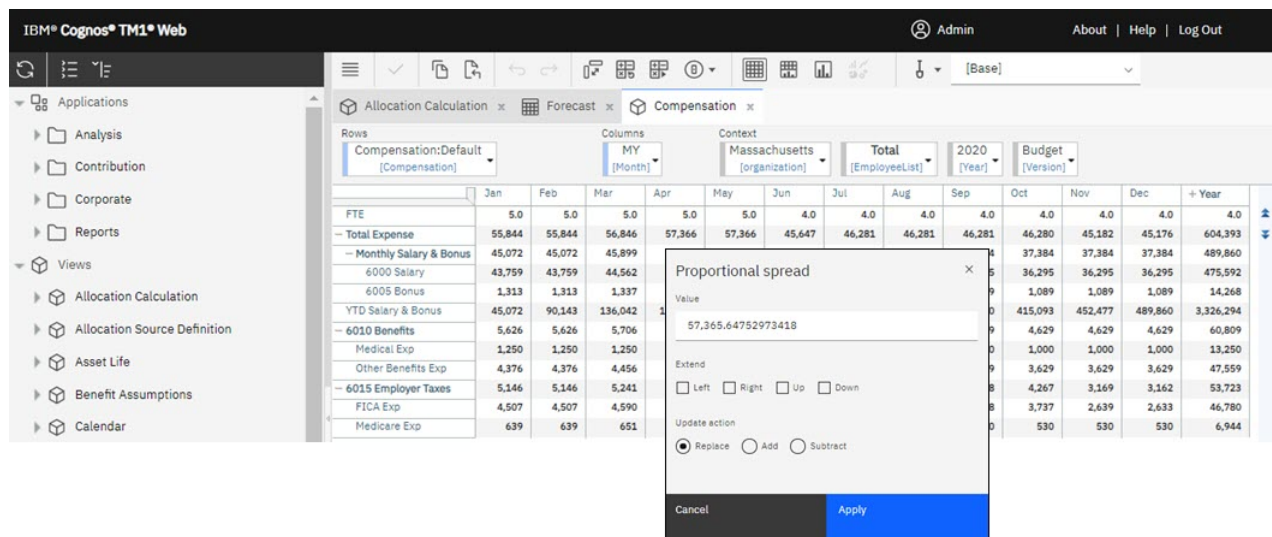 IBM® Cognos® TM1® Web Admin About | Help | Log Out
[Base]
Applications
Analysis
Contribution
Corporate
Reports
Views
Allocation Calculation
Allocation Source Definition
Asset Life
Benefit Assumptions
Calendar
Allocation Calculation × Forecast × Compensation ×
Rows Columns Context
Compensation:Default MY Massachusetts Total 2020 Budget
[Compensation] [Month] [organization] [EmployeeList] [Year] [Version]
Jan Feb Mar Apr May Jun Jul Aug Sep Oct Nov Dec + Year
FTE 5.0 5.0 5.0 5.0 5.0 4.0 4.0 4.0 4.0 4.0 4.0 4.0 4.0
− Total Expense 55,844 55,844 56,846 57,366 57,366 45,647 46,281 46,281 46,281 46,280 45,182 45,176 604,393
− Monthly Salary & Bonus 45,072 45,072 45,899 4 37,384 37,384 37,384 489,860
6000 Salary 43,759 43,759 44,562 5 36,295 36,295 36,295 475,592
6005 Bonus 1,313 1,313 1,337 9 1,089 1,089 1,089 14,268
YTD Salary & Bonus 45,072 90,143 136,042 1 0 415,093 452,477 489,860 3,326,294
− 6010 Benefits 5,626 5,626 5,706 9 4,629 4,629 4,629 60,809
Medical Exp 1,250 1,250 1,250 0 1,000 1,000 1,000 13,250
Other Benefits Exp 4,376 4,376 4,456 9 3,629 3,629 3,629 47,559
− 6015 Employer Taxes 5,146 5,146 5,241 8 4,267 3,169 3,162 53,723
FICA Exp 4,507 4,507 4,590 8 3,737 2,639 2,633 46,780
Medicare Exp 639 639 651 0 530 530 530 6,944
Proportional spread ×
Value
57,365.64752973418
Extend
Left Right Up Down
Update action
Replace Add Subtract
Cancel Apply